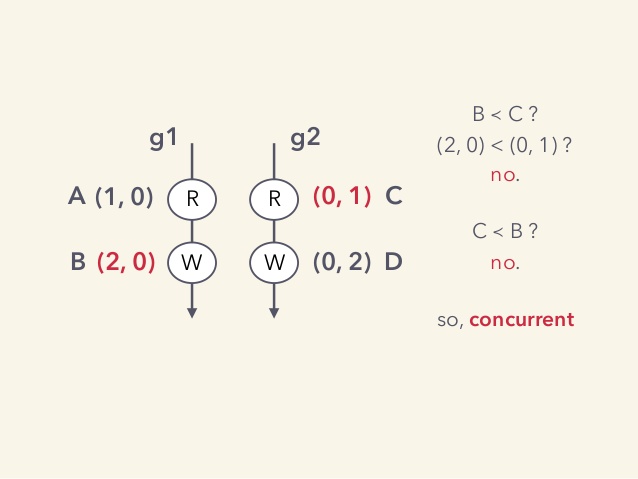 g1
g2
A (1, 0) R R (0, 1) C
B (2, 0) W W (0, 2) D
B < C ?
(2, 0) < (0, 1) ?
no.
C < B ?
no.
so, concurrent